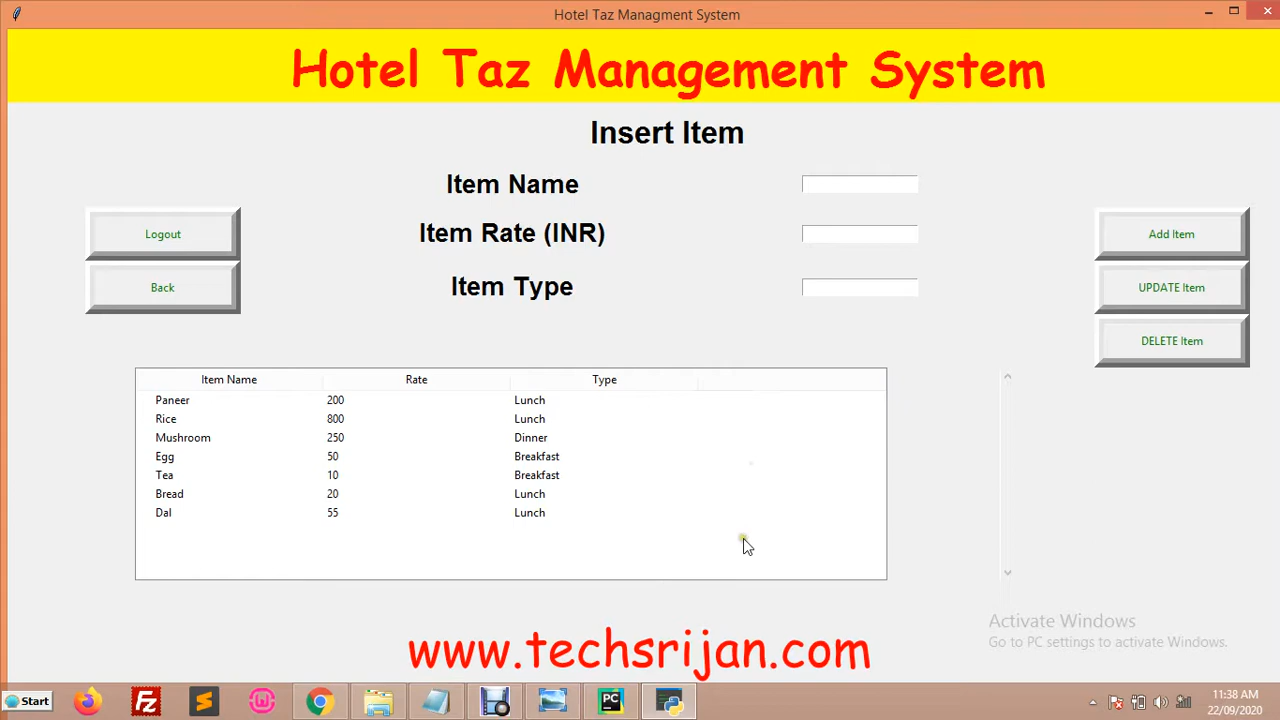 Hotel Taz Managment System
Hotel Taz Management System
Insert Item
Item Name
Logout
Item Rate (INR)
Add Item
Back
Item Type
UPDATE Item
DELETE Item
Item Name Rate Type
Paneer 200 Lunch
Rice 800 Lunch
Mushroom 250 Dinner
Egg 50 Breakfast
Tea 10 Breakfast
Bread 20 Lunch
Dal 55 Lunch
Activate Windows
Go to PC settings to activate Windows.
www.techsrijan.com
Start
Fz
PC
11:38 AM
22/09/2020